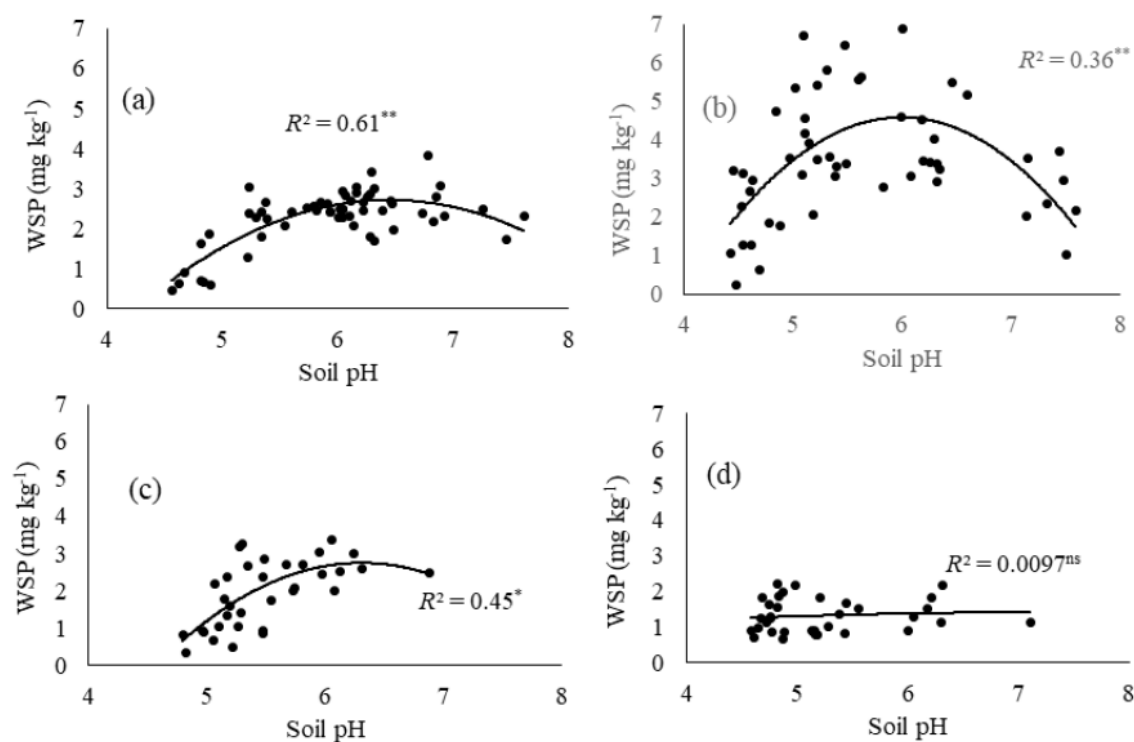 7
6
5
4
3
2
1
0
WSP (mg kg⁻¹)
(a)
R² = 0.61**
4 5 6 7 8
Soil pH
7
6
5
4
3
2
1
0
WSP (mg kg⁻¹)
(b)
R² = 0.36**
4 5 6 7 8
Soil pH
7
6
5
4
3
2
1
0
WSP (mg kg⁻¹)
(c)
R² = 0.45*
4 5 6 7 8
Soil pH
7
6
5
4
3
2
1
0
WSP (mg kg⁻¹)
(d)
R² = 0.0097ⁿˢ
4 5 6 7 8
Soil pH